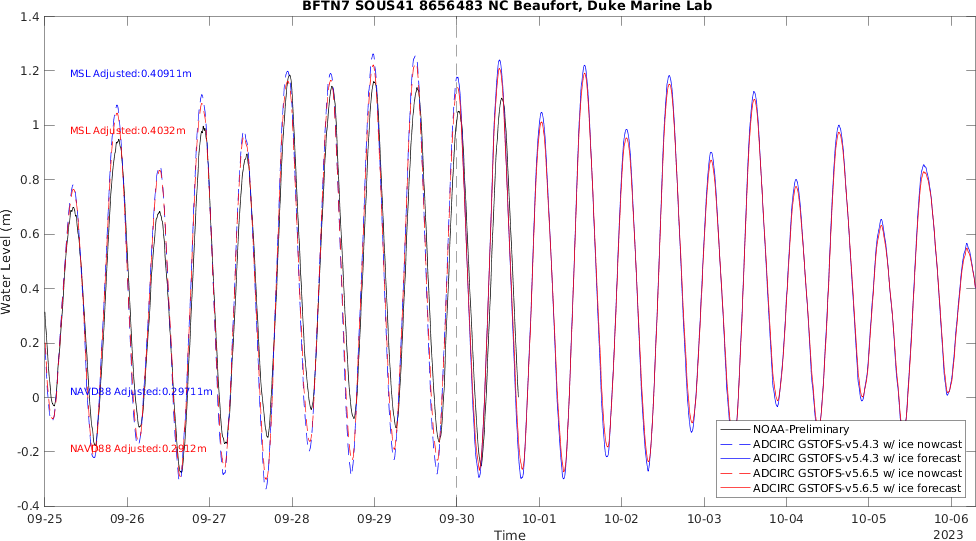 BFTN7 SOUS41 8656483 NC Beaufort, Duke Marine Lab
1.4
1.2
1
0.8
0.6
0.4
0.2
0
-0.2
-0.4
Water Level (m)
MSL Adjusted:0.40911m
MSL Adjusted:0.4032m
NAVD88 Adjusted:0.29711m
NAVD88 Adjusted:0.2912m
NOAA-Preliminary
ADCIRC GSTOFS-v5.4.3 w/ ice nowcast
ADCIRC GSTOFS-v5.4.3 w/ ice forecast
ADCIRC GSTOFS-v5.6.5 w/ ice nowcast
ADCIRC GSTOFS-v5.6.5 w/ ice forecast
09-25 09-26 09-27 09-28 09-29 09-30 10-01 10-02 10-03 10-04 10-05 10-06
Time
2023